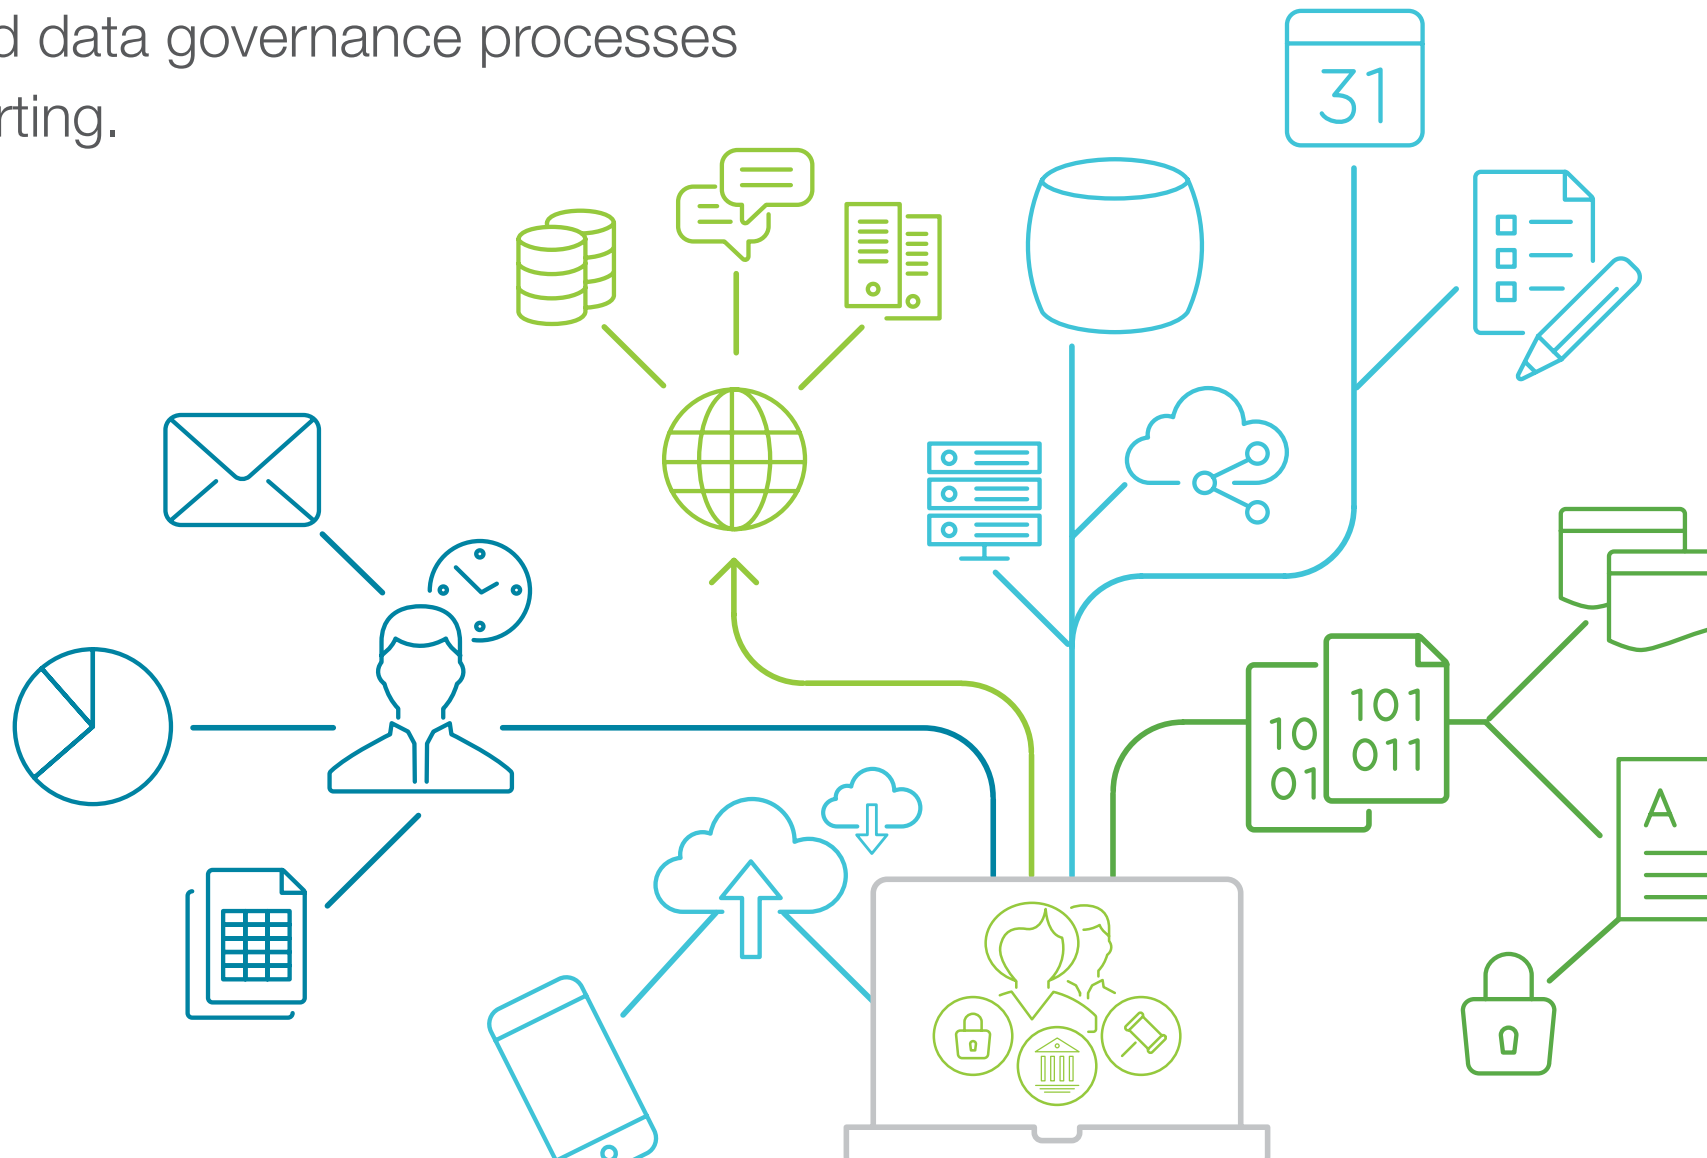 d data governance processes
rting.
31
101
011
10
01
A